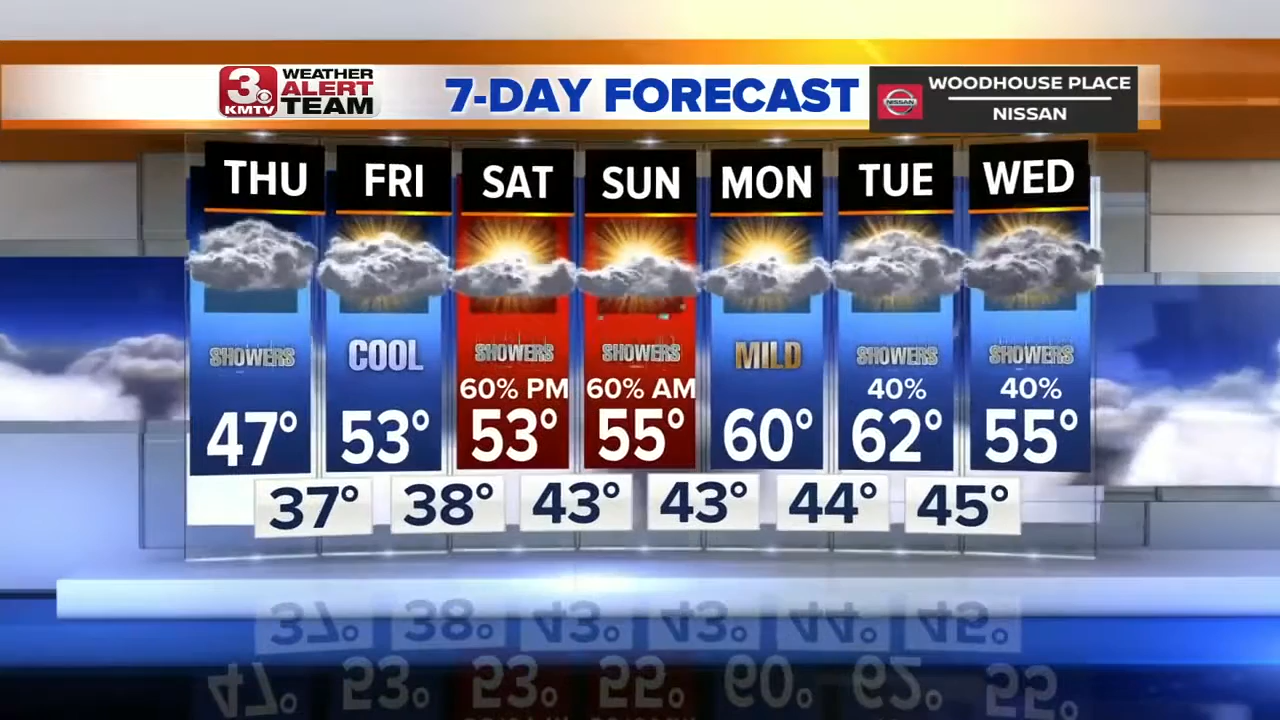 3
KMTV
WEATHER
ALERT
TEAM
7-DAY FORECAST
NISSAN
WOODHOUSE PLACE
NISSAN
THU FRI SAT SUN MON TUE WED
SHOWERS COOL SHOWERS SHOWERS MILD SHOWERS SHOWERS
60% PM 60% AM 40% 40%
47° 53° 53° 55° 60° 62° 55°
37° 38° 43° 43° 44° 45°